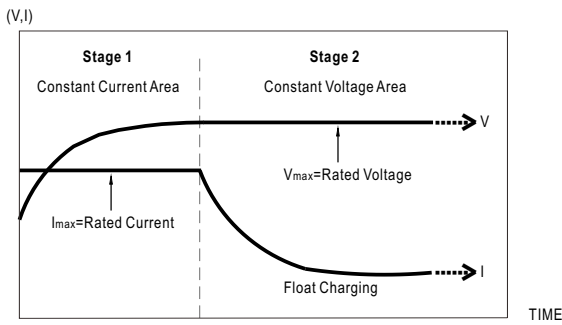 (V,I)
Stage 1
Stage 2
Constant Current Area
Constant Voltage Area
V
Vmax=Rated Voltage
Imax=Rated Current
I
Float Charging
TIME